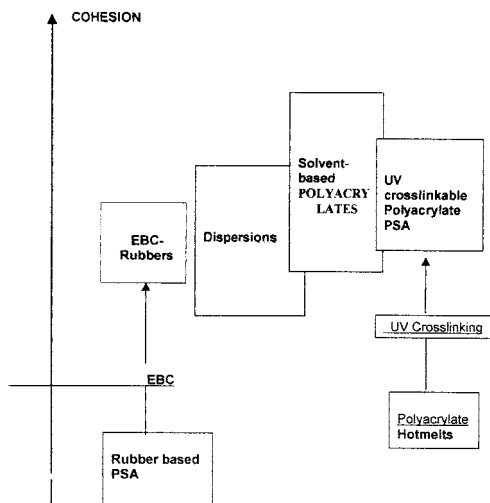 COHESION
Solvent-
based
POLYACRY
LATES
UV
crosslinkable
Polyacrylate
PSA
EBC-
Rubbers
Dispersions
UV Crosslinking
EBC
Polyacrylate
Hotmelts
Rubber based
PSA